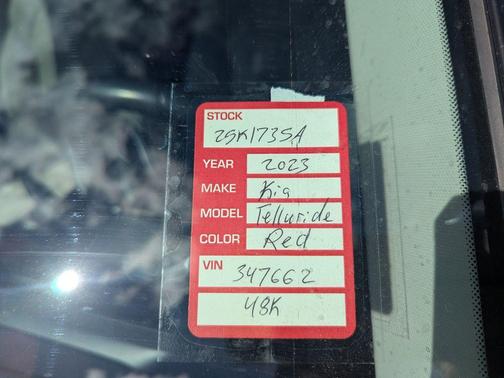 STOCK
25K1735A
YEAR 2023
MAKE Kia
MODEL Telluride
COLOR Red
VIN
347662
48K